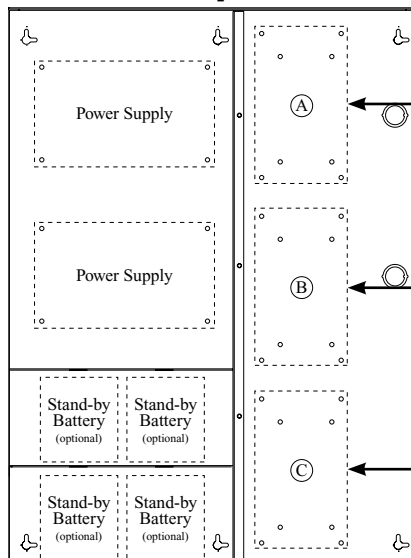 Power Supply
A
Power Supply
B
Stand-by
Battery
(optional)
Stand-by
Battery
(optional)
C
Stand-by
Battery
(optional)
Stand-by
Battery
(optional)